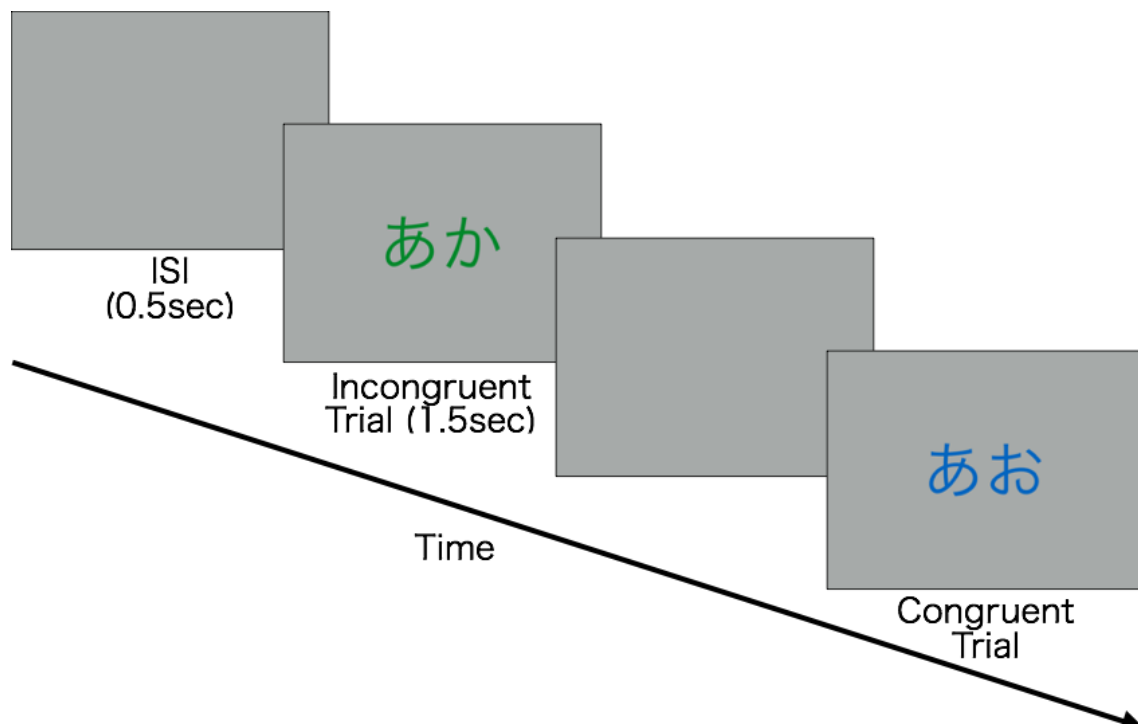 ISI
(0.5sec)
あか
Incongruent
Trial (1.5sec)
Time
あお
Congruent
Trial